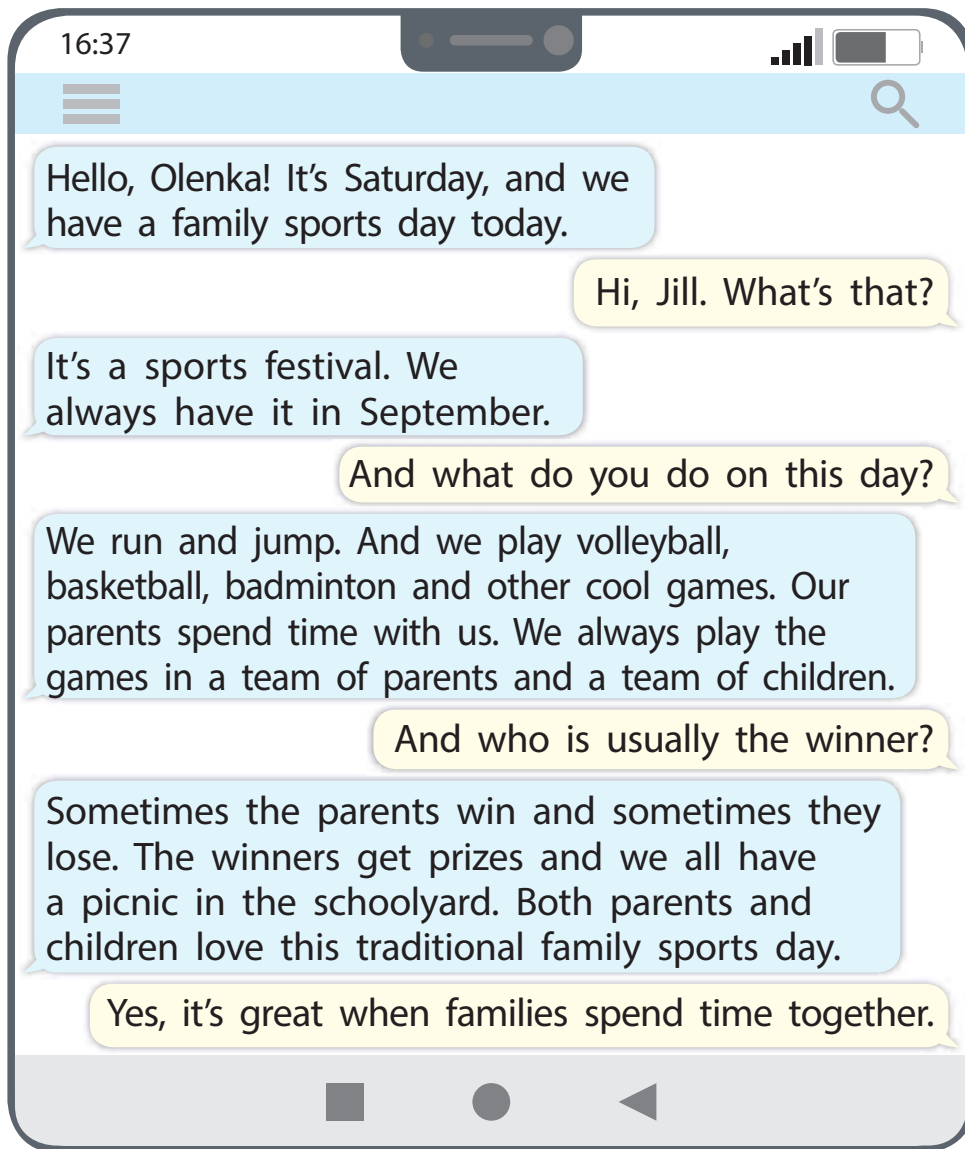 16:37
Hello, Olenka! It's Saturday, and we
have a family sports day today.
Hi, Jill. What's that?
It's a sports festival. We
always have it in September.
And what do you do on this day?
We run and jump. And we play volleyball,
basketball, badminton and other cool games. Our
parents spend time with us. We always play the
games in a team of parents and a team of children.
And who is usually the winner?
Sometimes the parents win and sometimes they
lose. The winners get prizes and we all have
a picnic in the schoolyard. Both parents and
children love this traditional family sports day.
Yes, it's great when families spend time together.